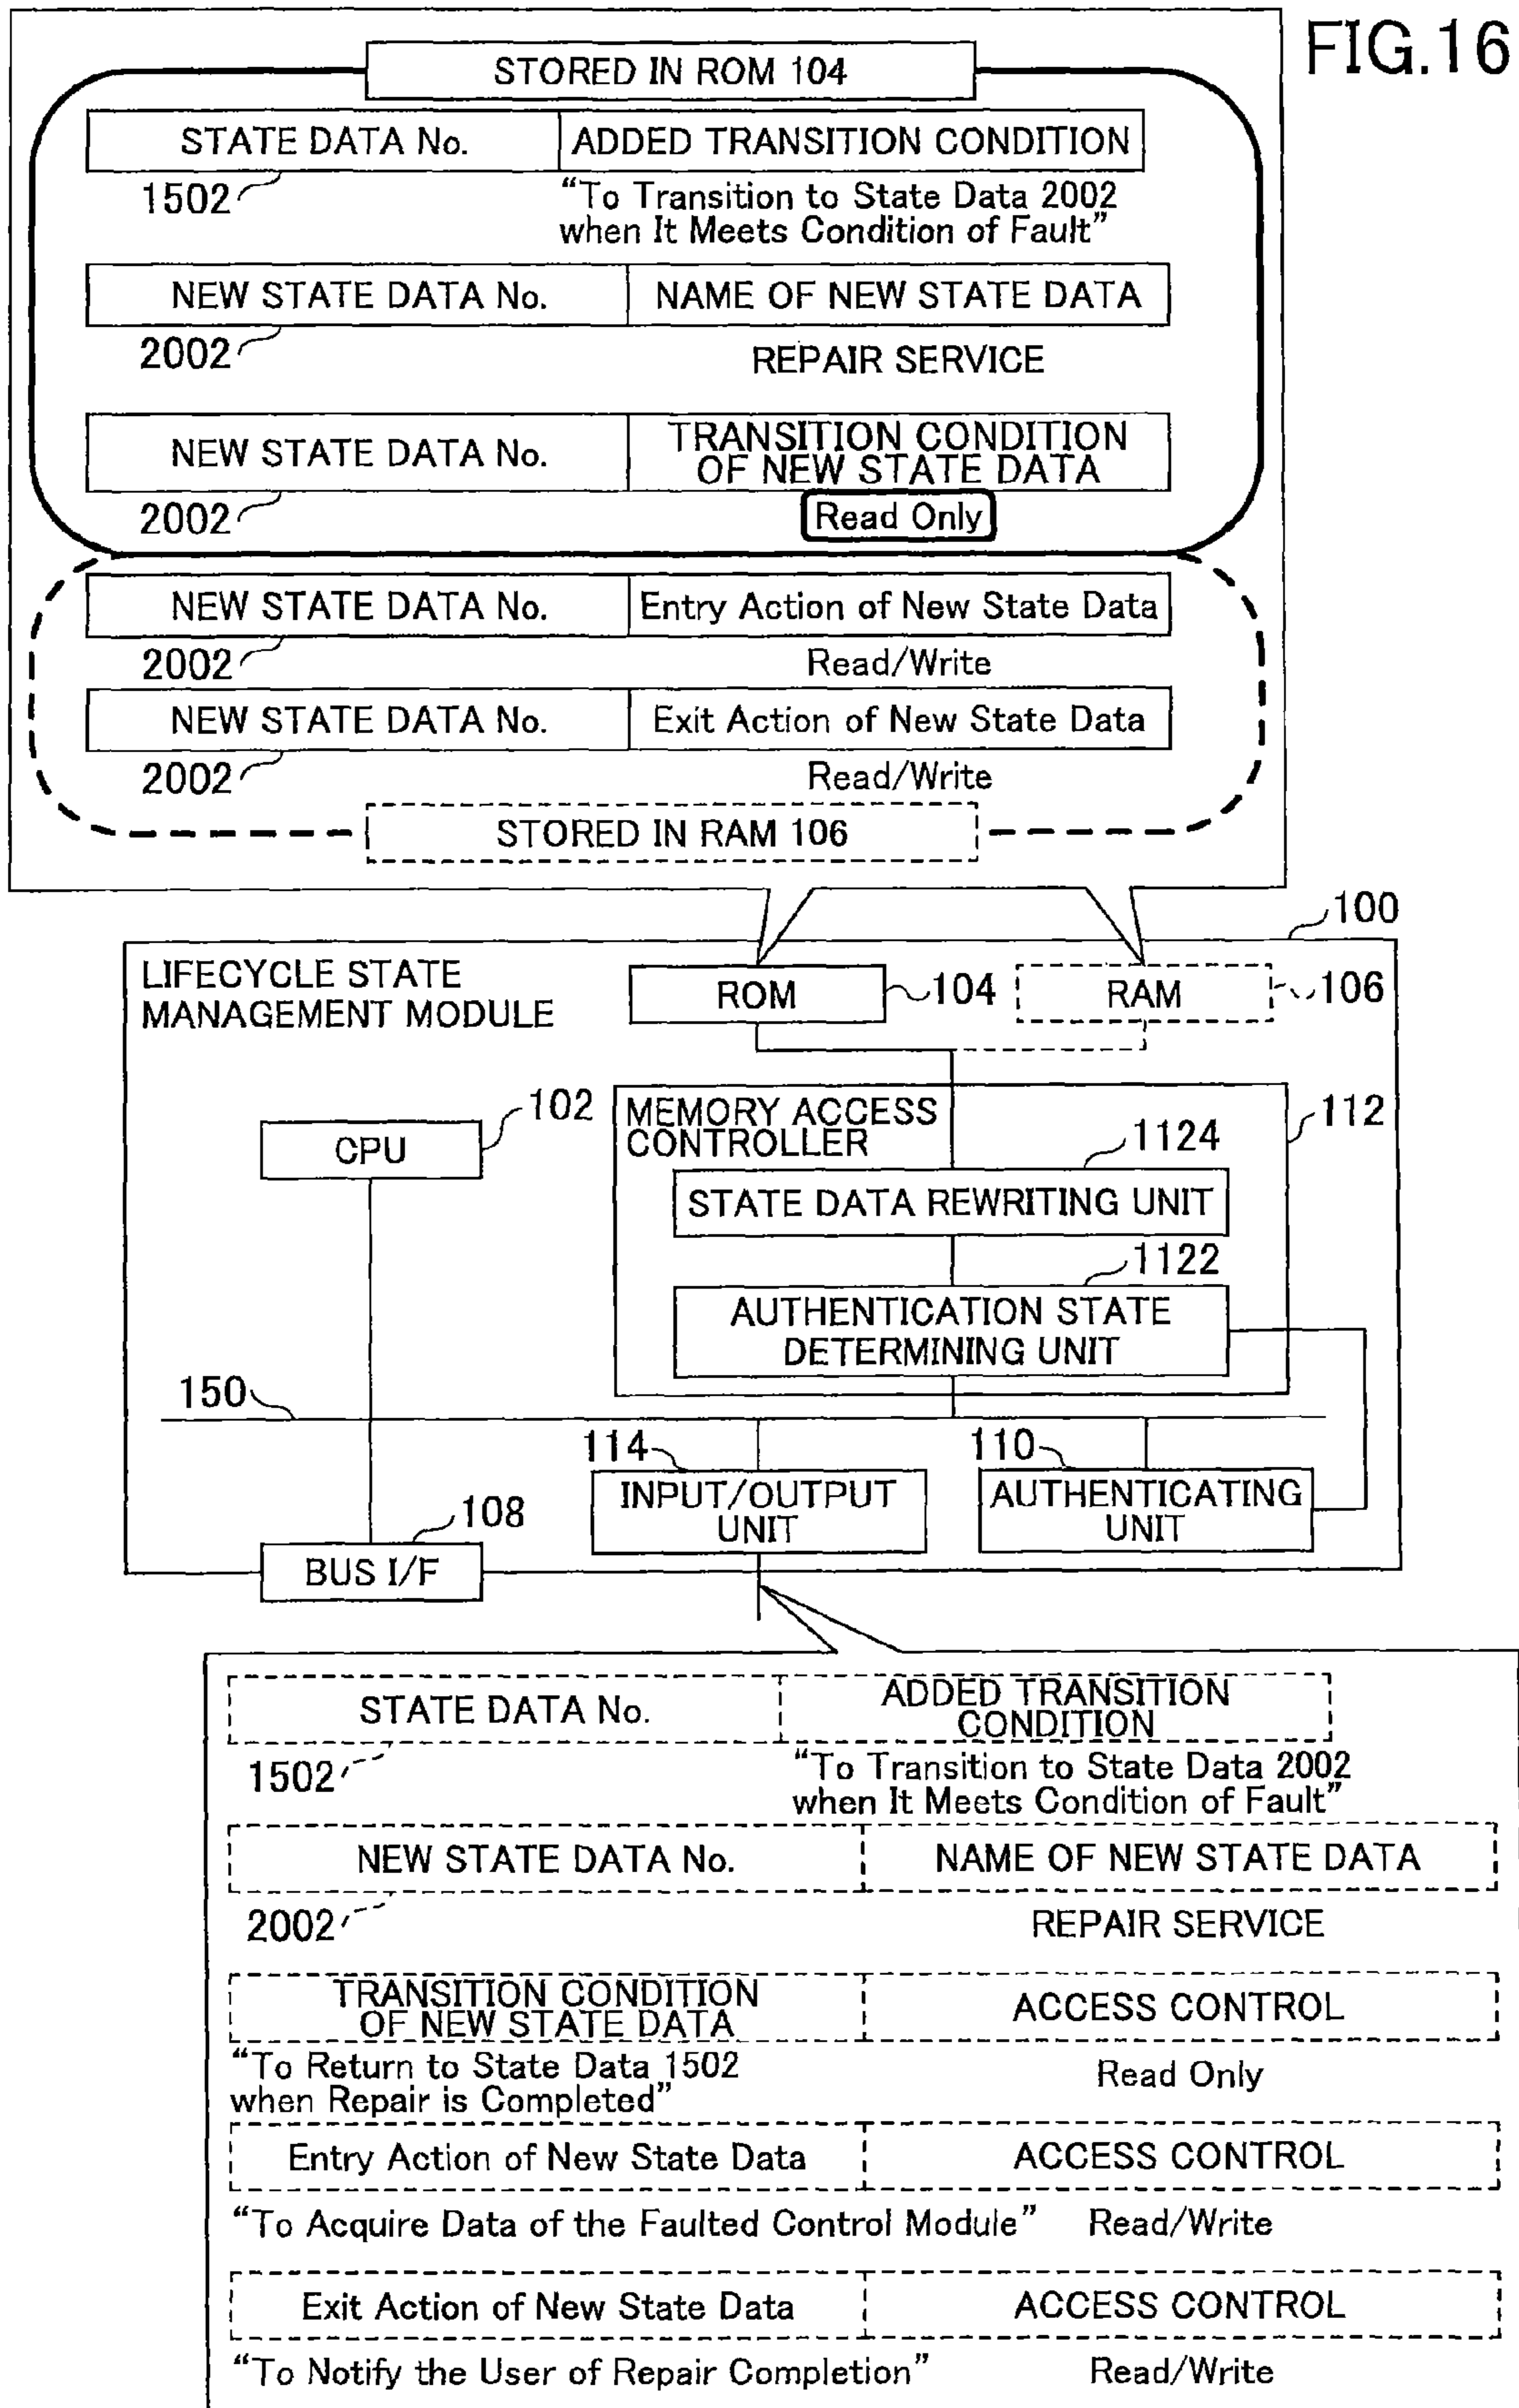 FIG.16
STORED IN ROM 104
STATE DATA No. ADDED TRANSITION CONDITION
1502 "To Transition to State Data 2002
when It Meets Condition of Fault"
NEW STATE DATA No. NAME OF NEW STATE DATA
2002 REPAIR SERVICE
NEW STATE DATA No. TRANSITION CONDITION
OF NEW STATE DATA
2002 Read Only
NEW STATE DATA No. Entry Action of New State Data
2002 Read/Write
NEW STATE DATA No. Exit Action of New State Data
2002 Read/Write
STORED IN RAM 106
100
LIFECYCLE STATE
MANAGEMENT MODULE
ROM 104 RAM 106
102
CPU
MEMORY ACCESS
CONTROLLER
112
1124
STATE DATA REWRITING UNIT
1122
AUTHENTICATION STATE
DETERMINING UNIT
150
114 110
INPUT/OUTPUT
UNIT
AUTHENTICATING
UNIT
108
BUS I/F
STATE DATA No. ADDED TRANSITION
CONDITION
1502 "To Transition to State Data 2002
when It Meets Condition of Fault"
NEW STATE DATA No. NAME OF NEW STATE DATA
2002 REPAIR SERVICE
TRANSITION CONDITION
OF NEW STATE DATA
ACCESS CONTROL
"To Return to State Data 1502
when Repair is Completed"
Read Only
Entry Action of New State Data ACCESS CONTROL
"To Acquire Data of the Faulted Control Module" Read/Write
Exit Action of New State Data ACCESS CONTROL
"To Notify the User of Repair Completion" Read/Write